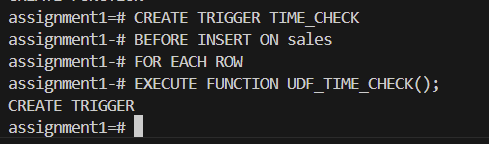 assignment1=# CREATE TRIGGER TIME_CHECK
assignment1-# BEFORE INSERT ON sales
assignment1-# FOR EACH ROW
assignment1-# EXECUTE FUNCTION UDF_TIME_CHECK();
CREATE TRIGGER
assignment1=#